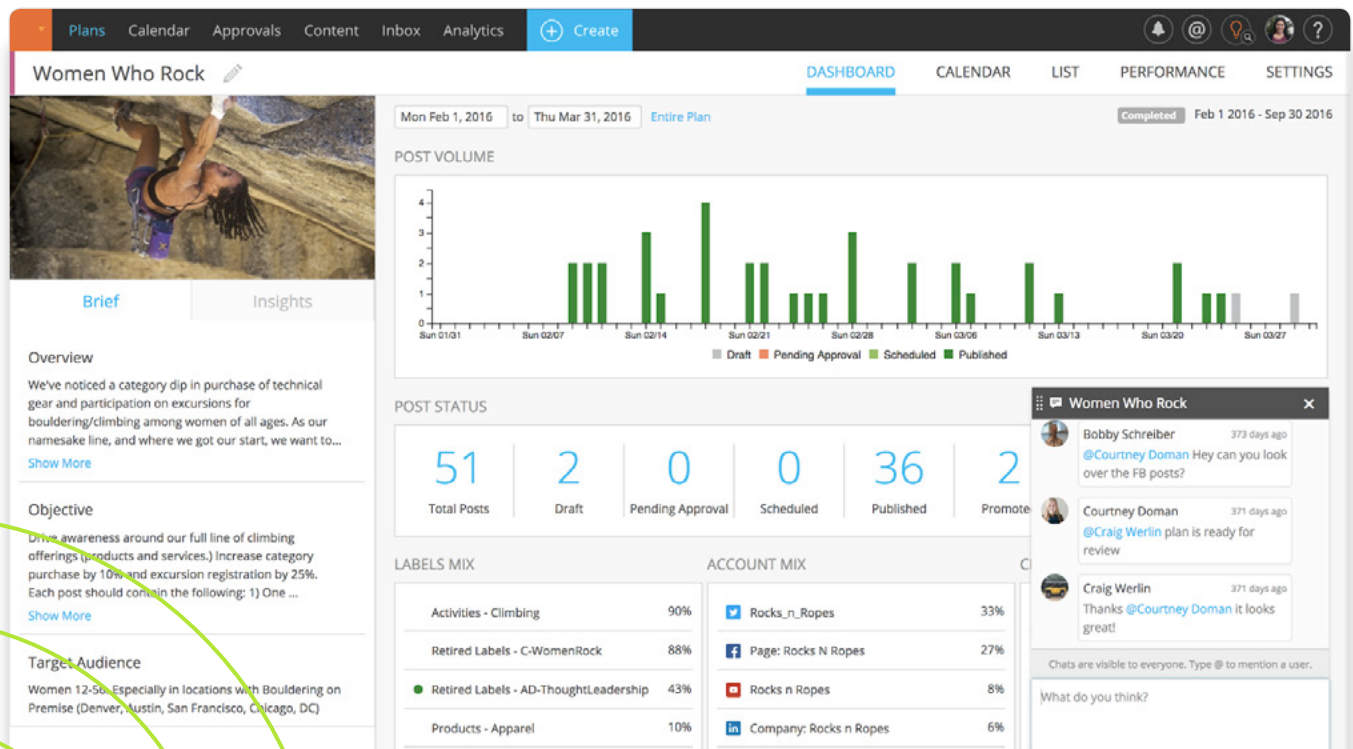 Plans Calendar Approvals Content Inbox Analytics + Create @ ?
Women Who Rock
DASHBOARD CALENDAR LIST PERFORMANCE SETTINGS
Mon Feb 1, 2016 to Thu Mar 31, 2016 Entire Plan
Completed Feb 1 2016 - Sep 30 2016
POST VOLUME
4
3
2
1
0
Sun 01/31 Sun 02/07 Sun 02/14 Sun 02/21 Sun 02/28 Sun 03/06 Sun 03/13 Sun 03/20 Sun 03/27
Draft Pending Approval Scheduled Published
Brief Insights
Overview
We've noticed a category dip in purchase of technical
gear and participation on excursions for
bouldering/climbing among women of all ages. As our
namesake line, and where we got our start, we want to...
Show More
Objective
Drive awareness around our full line of climbing
offerings (products and services.) Increase category
purchase by 10% and excursion registration by 25%.
Each post should contain the following: 1) One ...
Show More
Target Audience
Women 12-56. Especially in locations with Bouldering on
Premise (Denver, Austin, San Francisco, Chicago, DC)
POST STATUS
51 2 0 0 36 2
Total Posts Draft Pending Approval Scheduled Published Promote
LABELS MIX
Activities - Climbing 90%
Retired Labels - C-WomenRock 88%
Retired Labels - AD-ThoughtLeadership 43%
Products - Apparel 10%
ACCOUNT MIX
Rocks_n_Ropes 33%
Page: Rocks N Ropes 27%
Rocks n Ropes 8%
in Company: Rocks n Ropes 6%
Women Who Rock ×
Bobby Schreiber 373 days ago
@Courtney Doman Hey can you look
over the FB posts?
Courtney Doman 371 days ago
@Craig Werlin plan is ready for
review
Craig Werlin 371 days ago
Thanks @Courtney Doman it looks
great!
Chats are visible to everyone. Type @ to mention a user.
What do you think?